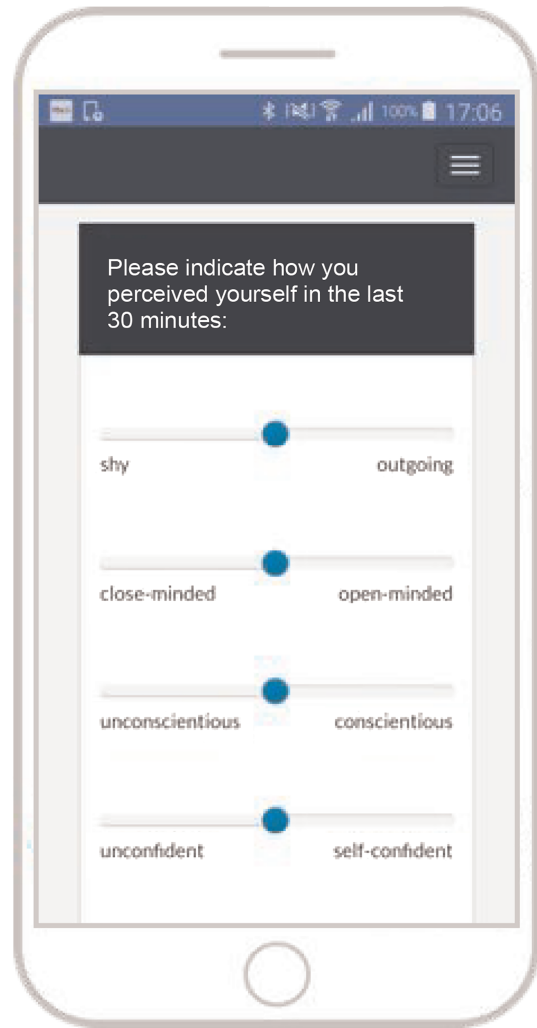 100% 17:06
Please indicate how you
perceived yourself in the last
30 minutes:
shy outgoing
close-minded open-minded
unconscientious conscientious
unconfident self-confident